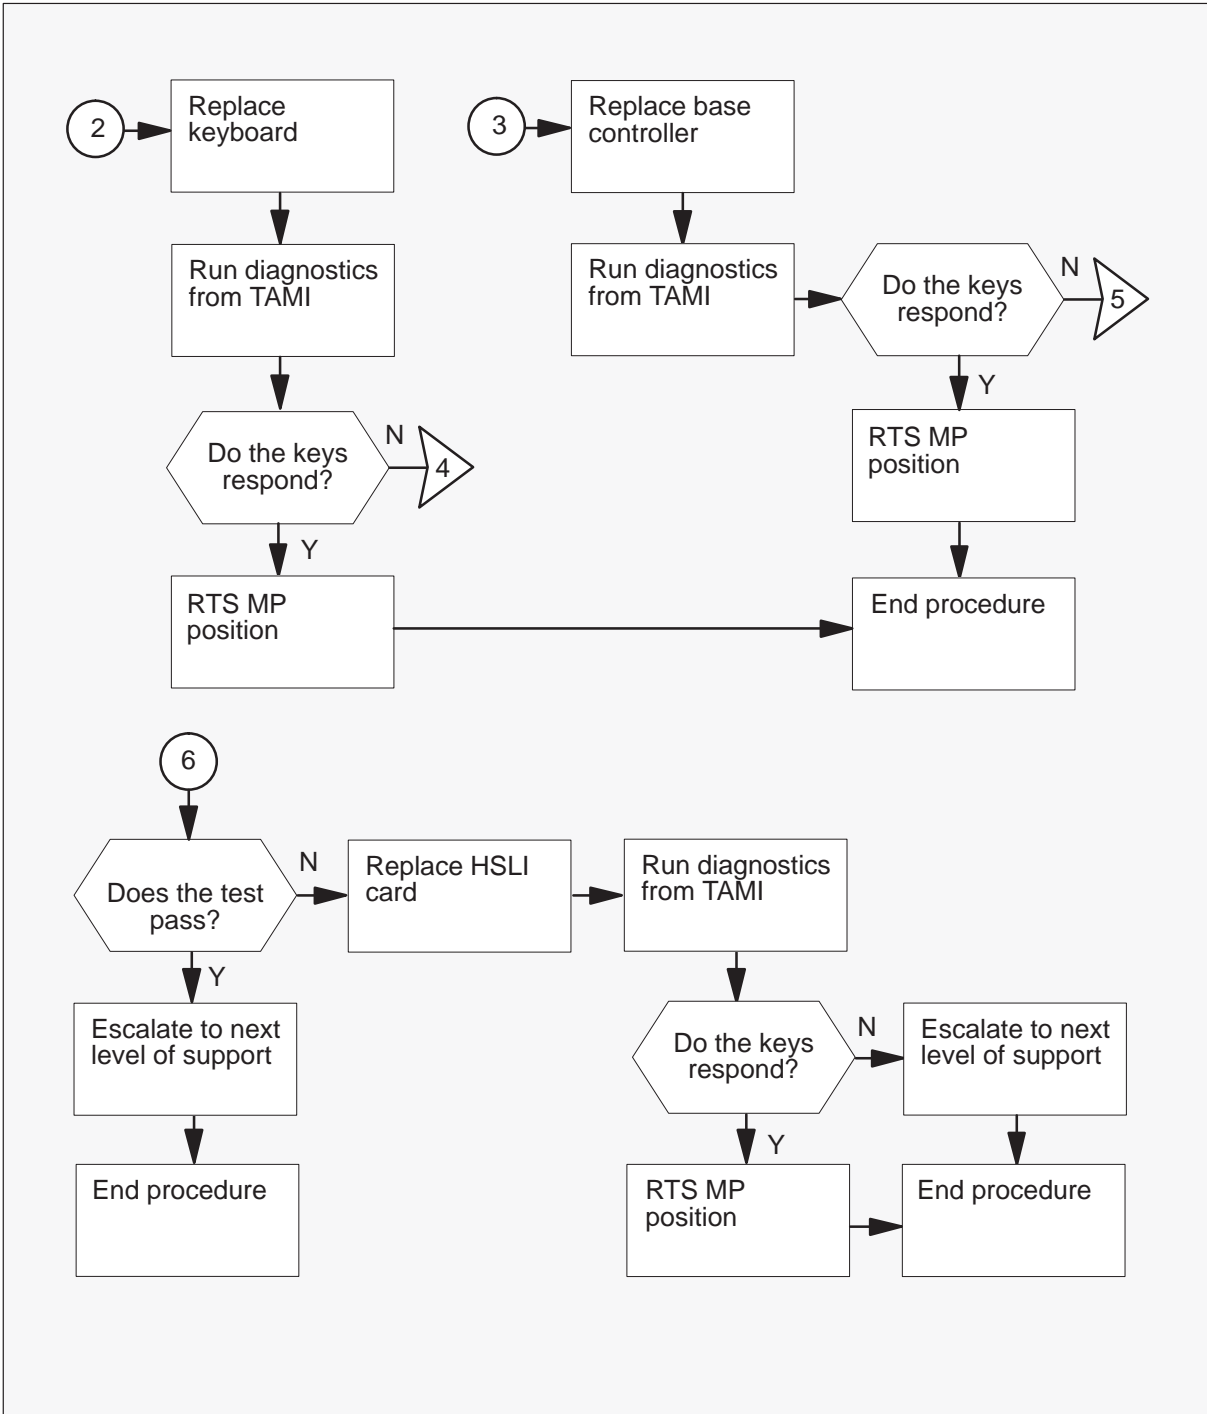 2
Replace
keyboard
Run diagnostics
from TAMI
Do the keys
respond?
N
4
Y
RTS MP
position
3
Replace base
controller
Run diagnostics
from TAMI
Do the keys
respond?
N
5
Y
RTS MP
position
End procedure
6
Does the test
pass?
N
Replace HSLI
card
Run diagnostics
from TAMI
Y
Escalate to next
level of support
End procedure
Do the keys
respond?
N
Escalate to next
level of support
Y
RTS MP
position
End procedure